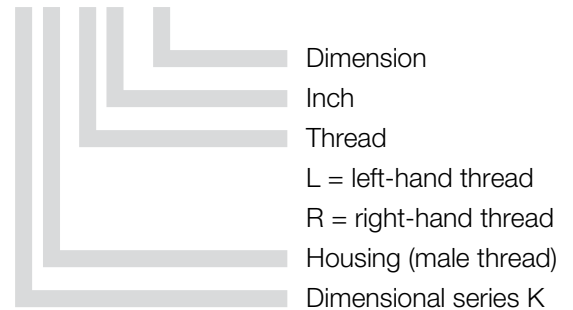 Dimension
Inch
Thread
L = left-hand thread
R = right-hand thread
Housing (male thread)
Dimensional series K